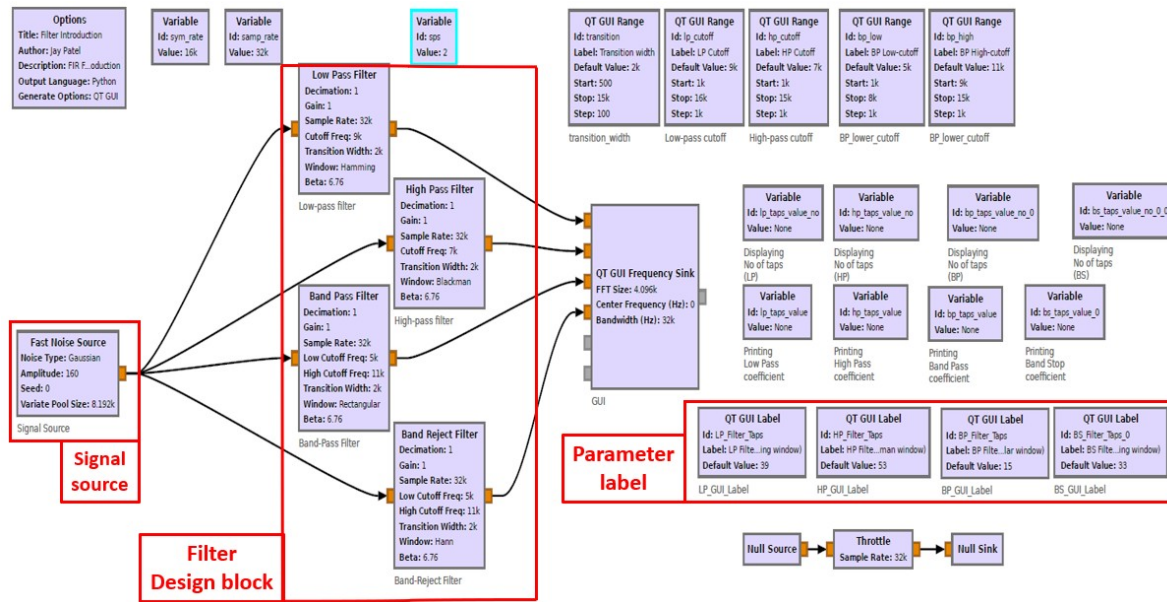 Options
Title: Filter Introduction
Author: Jay Patel
Description: FIR F...oduction
Output Language: Python
Generate Options: QT GUI
Variable
Id: sym_rate
Value: 16k
Variable
Id: samp_rate
Value: 32k
Variable
Id: sps
Value: 2
QT GUI Range
Id: transition
Label: Transition width
Default Value: 2k
Start: 500
Stop: 15k
Step: 100
transition_width
QT GUI Range
Id: lp_cutoff
Label: LP Cutoff
Default Value: 9k
Start: 1k
Stop: 16k
Step: 1k
Low-pass cutoff
QT GUI Range
Id: hp_cutoff
Label: HP Cutoff
Default Value: 7k
Start: 1k
Stop: 15k
Step: 1k
High-pass cutoff
QT GUI Range
Id: bp_low
Label: BP Low-cutoff
Default Value: 5k
Start: 1k
Stop: 8k
Step: 1k
BP_lower_cutoff
QT GUI Range
Id: bp_high
Label: BP High-cutoff
Default Value: 11k
Start: 9k
Stop: 15k
Step: 1k
BP_lower_cutoff
Low Pass Filter
Decimation: 1
Gain: 1
Sample Rate: 32k
Cutoff Freq: 9k
Transition Width: 2k
Window: Hamming
Beta: 6.76
Low-pass filter
High Pass Filter
Decimation: 1
Gain: 1
Sample Rate: 32k
Cutoff Freq: 7k
Transition Width: 2k
Window: Blackman
Beta: 6.76
High-pass filter
Band Pass Filter
Decimation: 1
Gain: 1
Sample Rate: 32k
Low Cutoff Freq: 5k
High Cutoff Freq: 11k
Transition Width: 2k
Window: Rectangular
Beta: 6.76
Band-Pass Filter
Band Reject Filter
Decimation: 1
Gain: 1
Sample Rate: 32k
Low Cutoff Freq: 5k
High Cutoff Freq: 11k
Transition Width: 2k
Window: Hann
Beta: 6.76
Band-Reject Filter
Fast Noise Source
Noise Type: Gaussian
Amplitude: 160
Seed: 0
Variate Pool Size: 8.192k
Signal Source
Signal
source
Filter
Design block
QT GUI Frequency Sink
FFT Size: 4.096k
Center Frequency (Hz): 0
Bandwidth (Hz): 32k
GUI
Variable
Id: lp_taps_value_no
Value: None
Displaying
No of taps
(LP)
Variable
Id: hp_taps_value_no
Value: None
Displaying
No of taps
(HP)
Variable
Id: bp_taps_value_no_0
Value: None
Displaying
No of taps
(BP)
Variable
Id: bs_taps_value_no_0_0
Value: None
Displaying
No of taps
(BS)
Variable
Id: lp_taps_value
Value: None
Printing
Low Pass
coefficient
Variable
Id: hp_taps_value
Value: None
Printing
High Pass
coefficient
Variable
Id: bp_taps_value
Value: None
Printing
Band Pass
coefficient
Variable
Id: bs_taps_value_0
Value: None
Printing
Band Stop
coefficient
Parameter
label
QT GUI Label
Id: LP_Filter_Taps
Label: LP Filte...ing window)
Default Value: 39
LP_GUI_Label
QT GUI Label
Id: HP_Filter_Taps
Label: HP Filte...man window)
Default Value: 53
HP_GUI_Label
QT GUI Label
Id: BP_Filter_Taps
Label: BP Filte...lar window)
Default Value: 15
BP_GUI_Label
QT GUI Label
Id: BS_Filter_Taps_0
Label: BS Filte...ing window)
Default Value: 33
BS_GUI_Label
Null Source
Throttle
Sample Rate: 32k
Null Sink